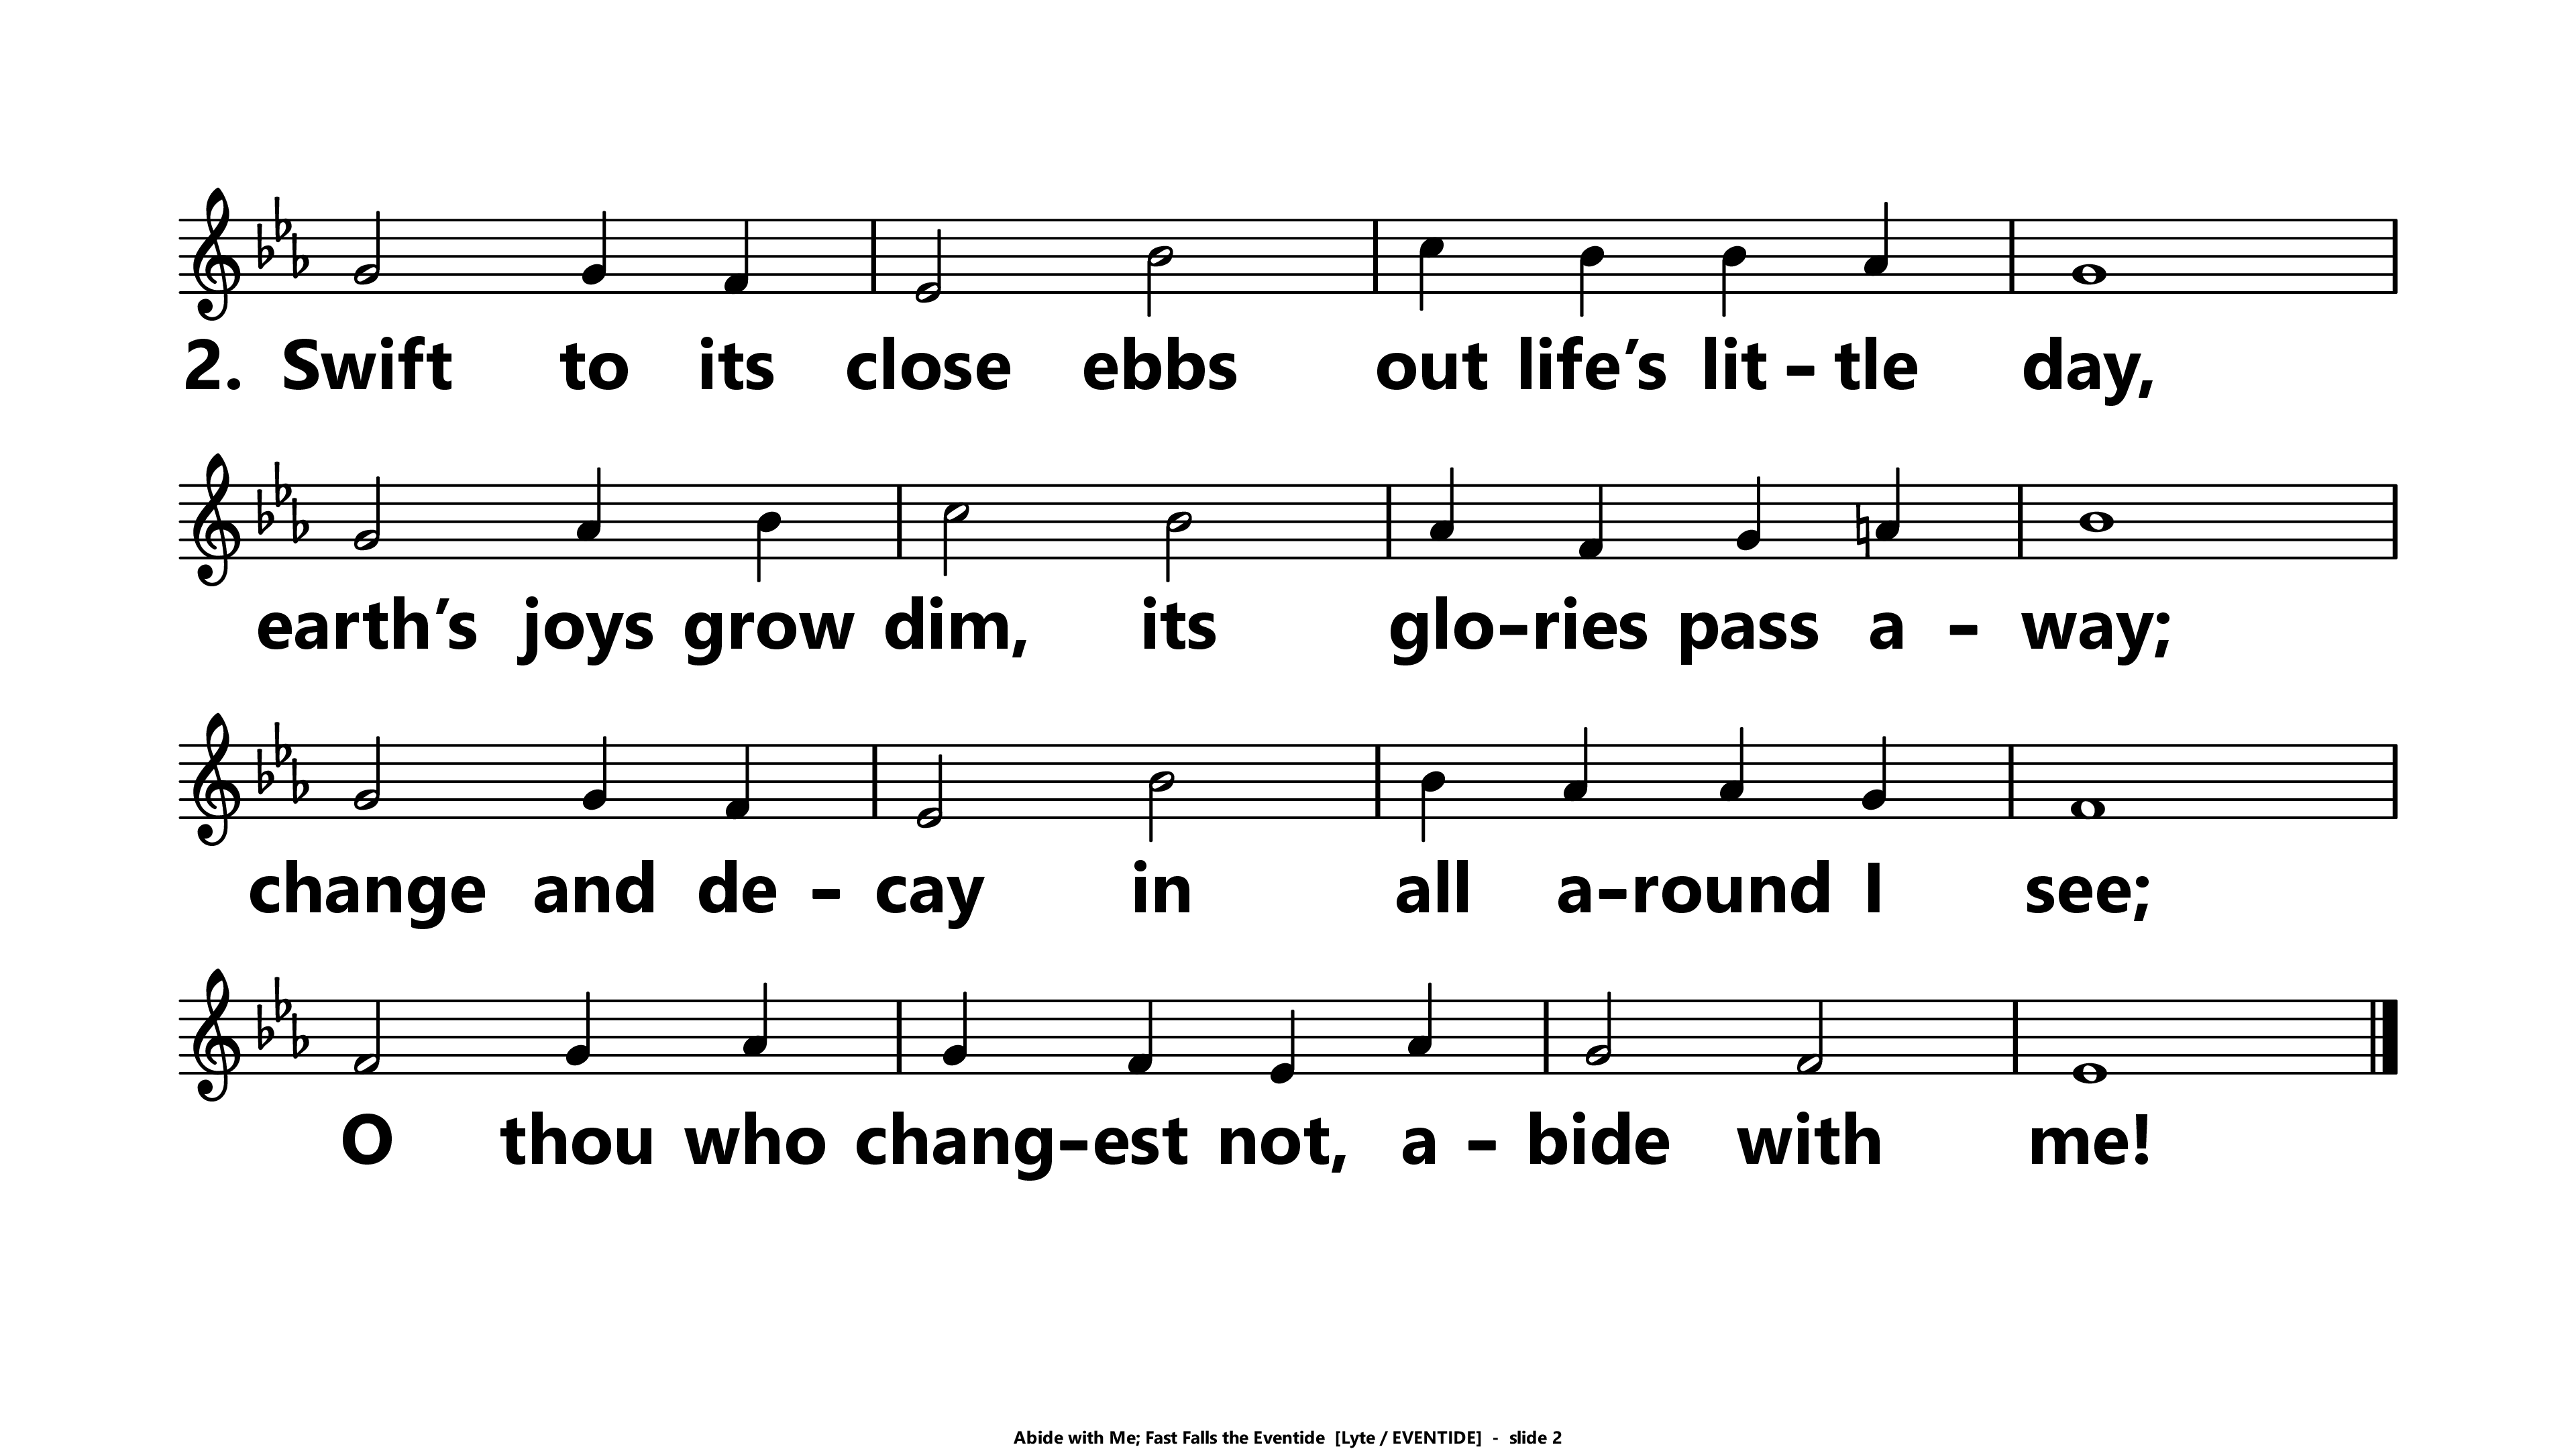 2. Swift to its close ebbs out life’s lit - tle day,
earth’s joys grow dim, its glo-ries pass a - way;
change and de - cay in all a-round I see;
O thou who chang-est not, a - bide with me!
Abide with Me; Fast Falls the Eventide [Lyte / EVENTIDE] - slide 2